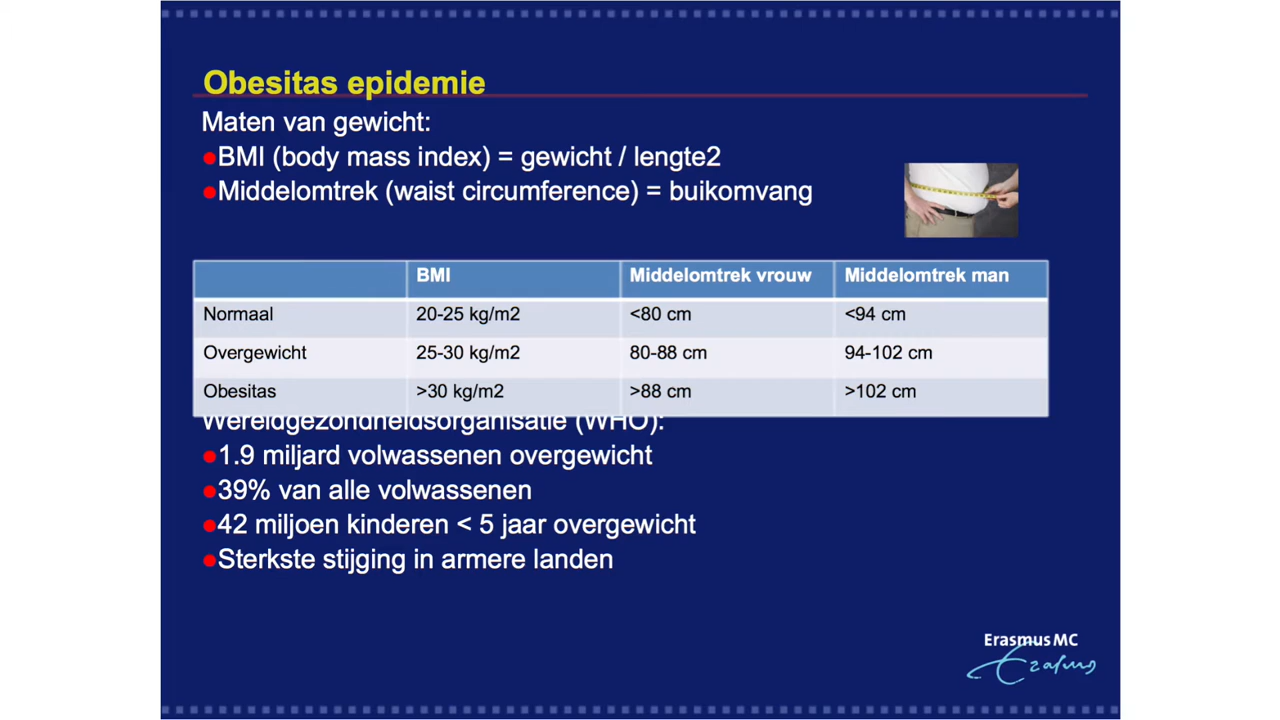 Obesitas epidemie
Maten van gewicht:
●BMI (body mass index) = gewicht / lengte2
●Middelomtrek (waist circumference) = buikomvang
BMI Middelomtrek vrouw Middelomtrek man
Normaal 20-25 kg/m2 <80 cm <94 cm
Overgewicht 25-30 kg/m2 80-88 cm 94-102 cm
Obesitas >30 kg/m2 >88 cm >102 cm
Wereldgezondheidsorganisatie (WHO):
●1.9 miljard volwassenen overgewicht
●39% van alle volwassenen
●42 miljoen kinderen < 5 jaar overgewicht
●Sterkste stijging in armere landen
Erasmus MC
Erasmus